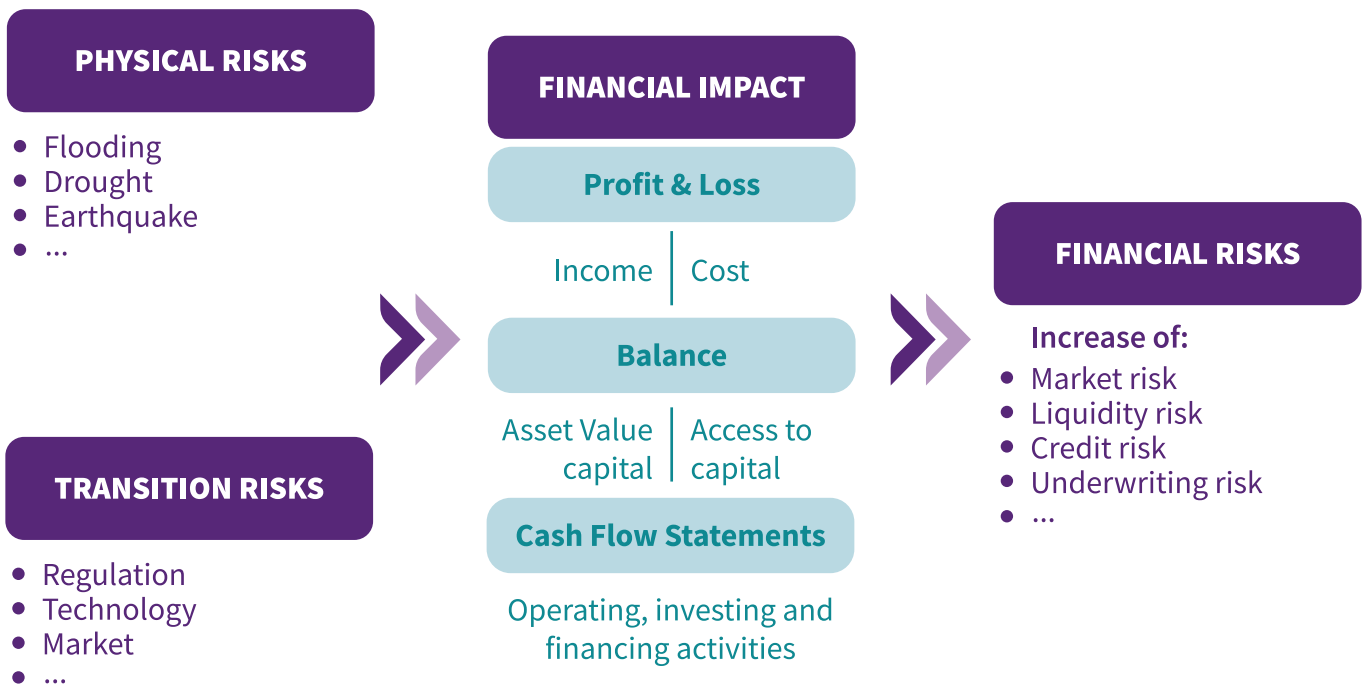 PHYSICAL RISKS
• Flooding
• Drought
• Earthquake
• ...
TRANSITION RISKS
• Regulation
• Technology
• Market
• ...
FINANCIAL IMPACT
Profit & Loss
Income | Cost
Balance
Asset Value | Access to
capital | capital
Cash Flow Statements
Operating, investing and
financing activities
FINANCIAL RISKS
Increase of:
• Market risk
• Liquidity risk
• Credit risk
• Underwriting risk
• ...